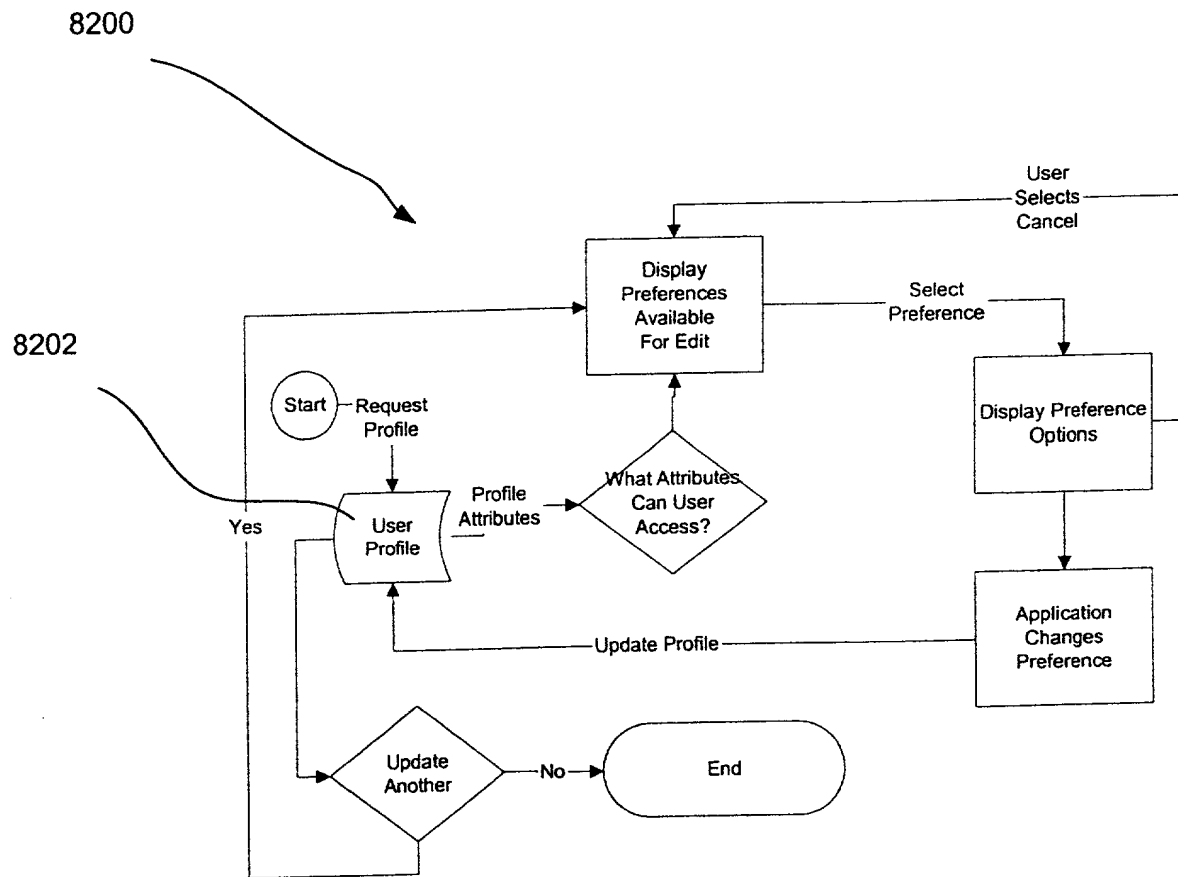 8200
User
Selects
Cancel
Display
Preferences
Available
For Edit
Select
Preference
8202
Start
Request
Profile
Display Preference
Options
What Attributes
Can User
Access?
Profile
Attributes
User
Profile
Yes
Application
Changes
Preference
Update Profile
Update
Another
No
End